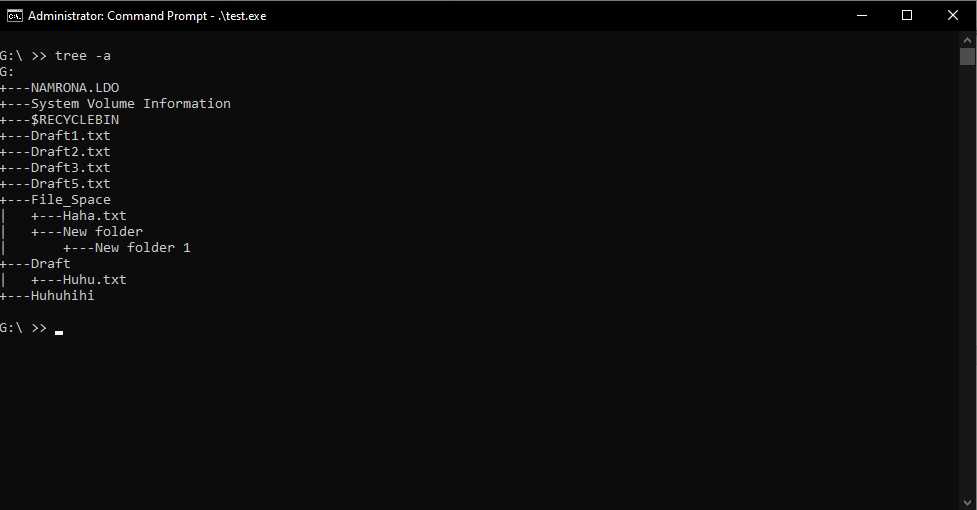 Administrator: Command Prompt - .\test.exe
G:\ >> tree -a
G:
+---NAMRONA.LDO
+---System Volume Information
+---$RECYCLEBIN
+---Draft1.txt
+---Draft2.txt
+---Draft3.txt
+---Draft5.txt
+---File_Space
|   +---Haha.txt
|   +---New folder
|       +---New folder 1
+---Draft
|   +---Huhu.txt
+---Huhuhihi
G:\ >>